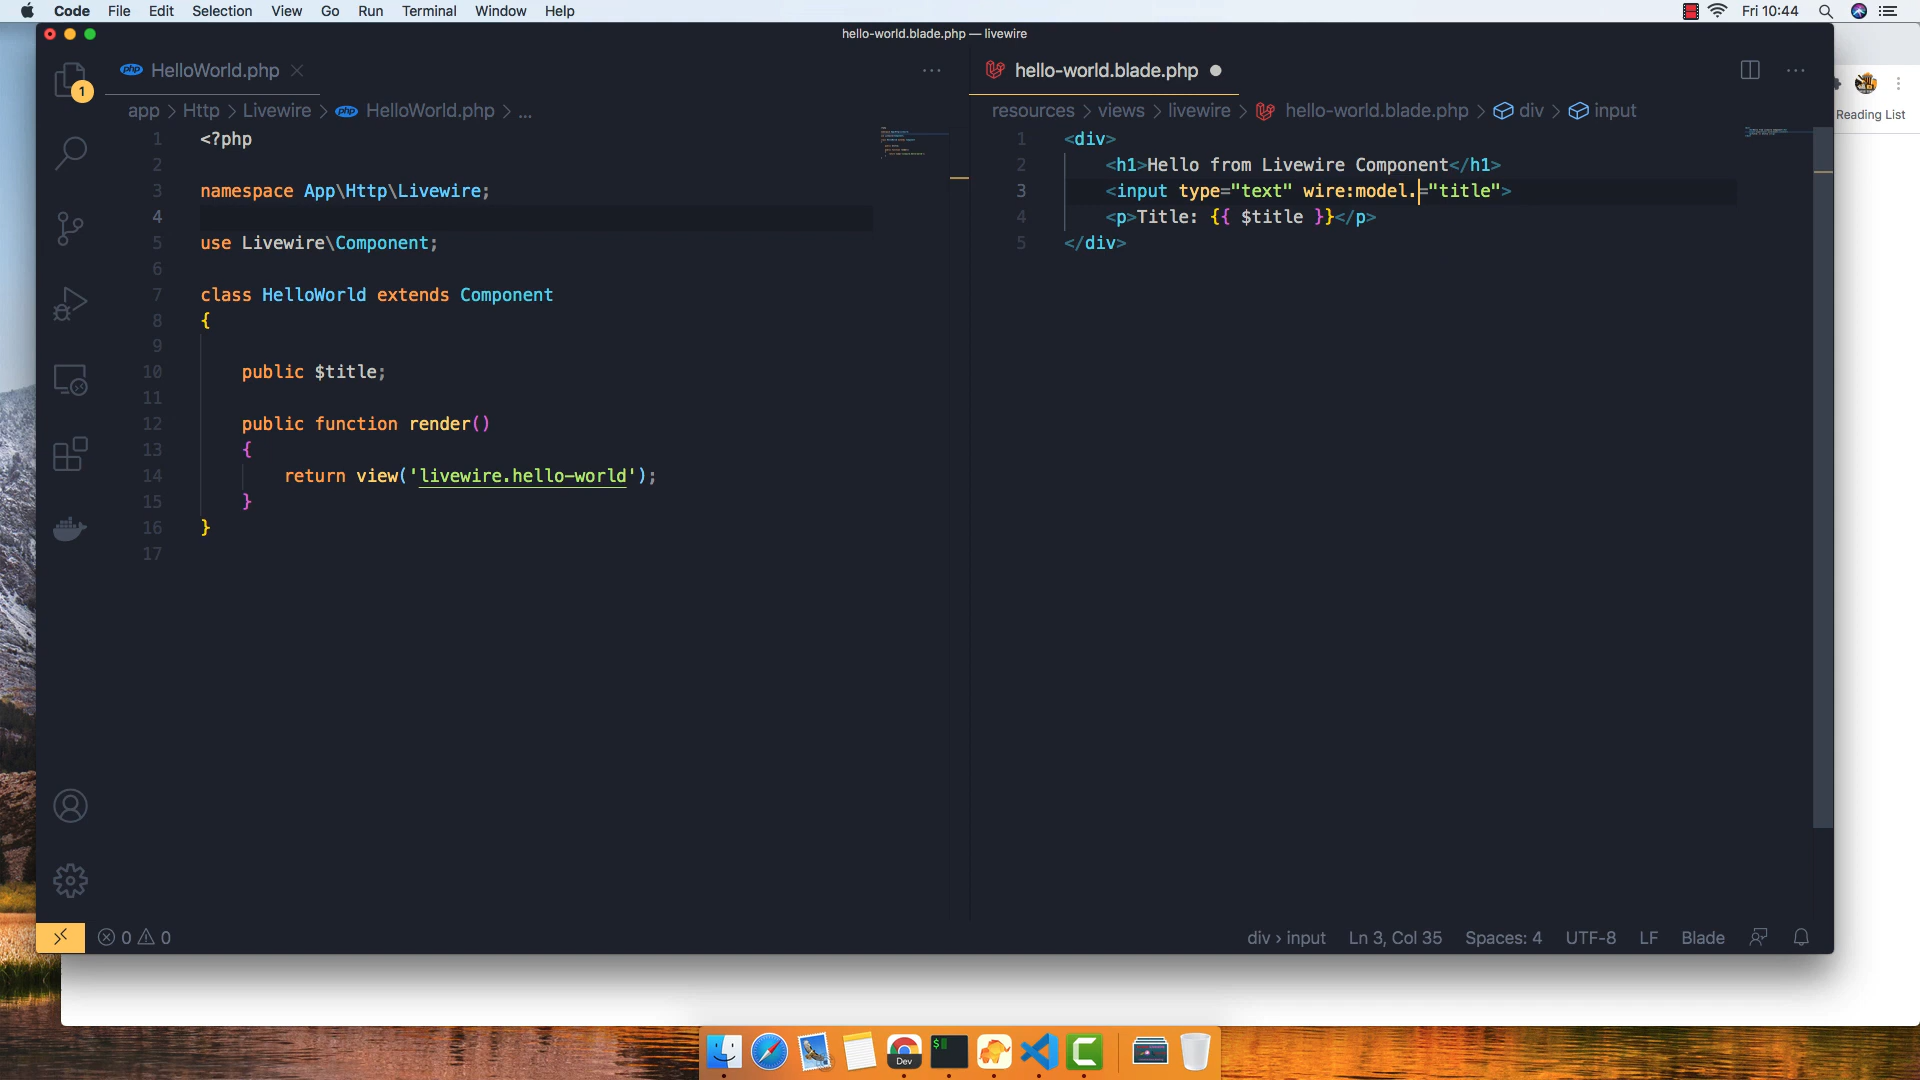 Code File Edit Selection View Go Run Terminal Window Help Fri 10:44
hello-world.blade.php — livewire
Reading List
1
HelloWorld.php
app > Http > Livewire > php HelloWorld.php > ...
1 <?php
2
3 namespace App\Http\Livewire;
4
5 use Livewire\Component;
6
7 class HelloWorld extends Component
8 {
9
10 public $title;
11
12 public function render()
13 {
14 return view('livewire.hello-world');
15 }
16 }
17
hello-world.blade.php
resources > views > livewire > hello-world.blade.php > div > input
1 <div>
2 <h1>Hello from Livewire Component</h1>
3 <input type="text" wire:model.="title">
4 <p>Title: {{ $title }}</p>
5 </div>
0 0 div › input Ln 3, Col 35 Spaces: 4 UTF-8 LF Blade
Dev